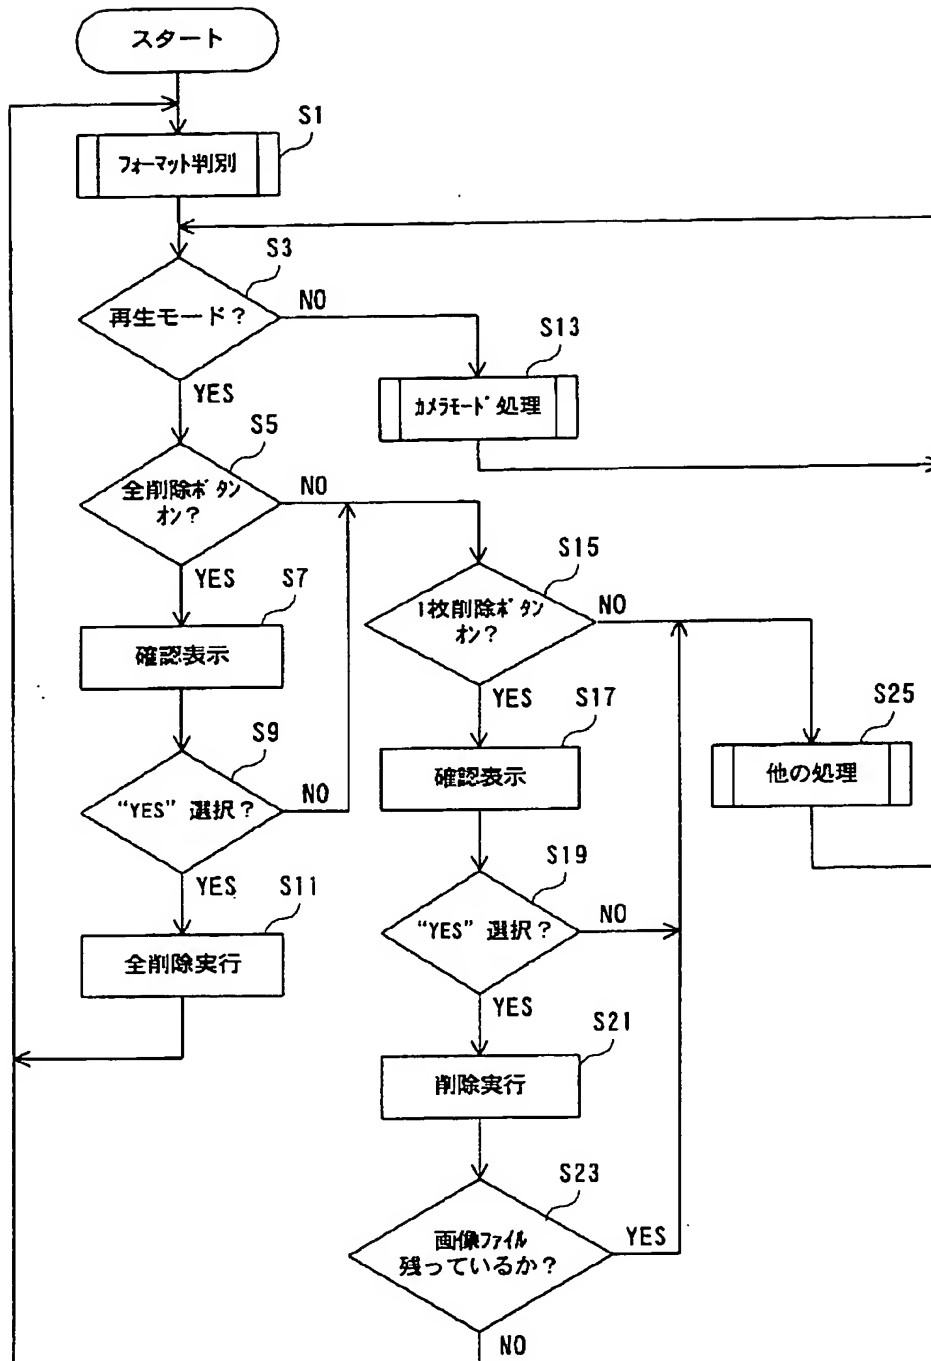 スタート
S1
フォーマット判別
S3
再生モード?
NO
YES
S13
カメラモード処理
S5
全削除ボタン
オン?
NO
YES
S7
確認表示
S15
1枚削除ボタン
オン?
NO
YES
S9
“YES” 選択?
NO
YES
S17
確認表示
S25
他の処理
S11
全削除実行
S19
“YES” 選択?
NO
YES
S21
削除実行
S23
画像ファイル
残っているか?
YES
NO